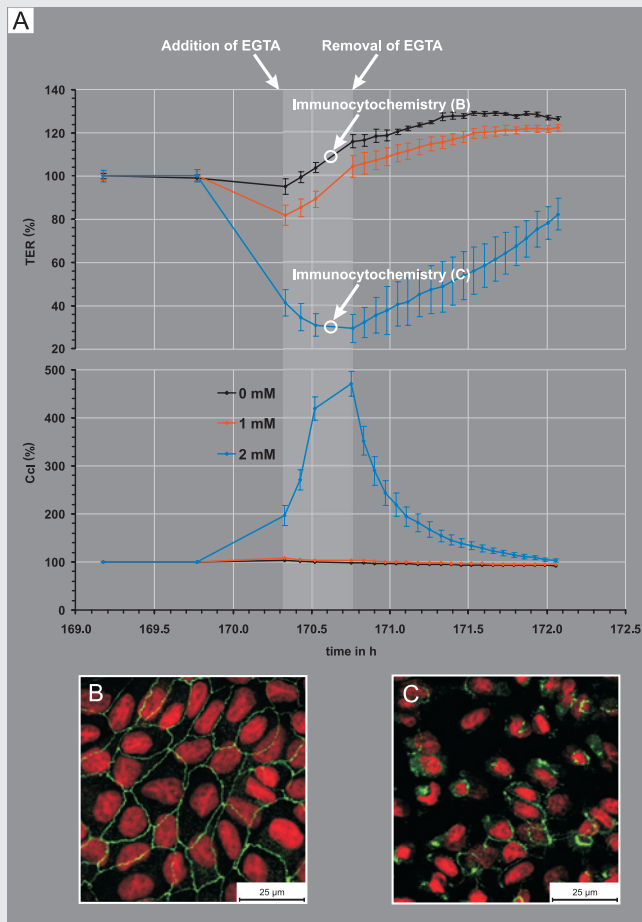 A
Addition of EGTA
Removal of EGTA
140
120
100
80
60
40
20
TER (%)
Immunocytochemistry (B)
Immunocytochemistry (C)
500
400
300
200
100
0
Ccl (%)
0 mM
1 mM
2 mM
169.0 169.5 170.0 170.5 171.0 171.5 172.0 172.5
time in h
B
25 µm
C
25 µm